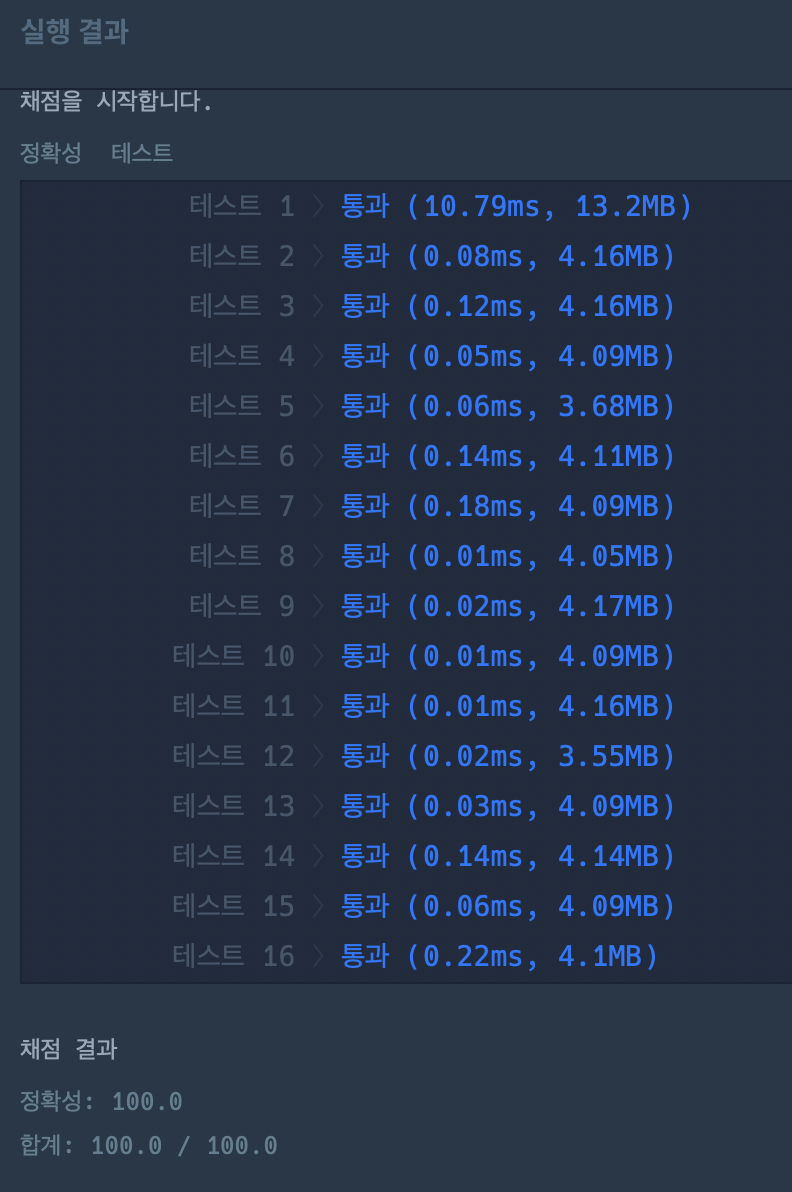 실행 결과
채점을 시작합니다.
정확성 테스트
테스트 1 〉 통과 (10.79ms, 13.2MB)
테스트 2 〉 통과 (0.08ms, 4.16MB)
테스트 3 〉 통과 (0.12ms, 4.16MB)
테스트 4 〉 통과 (0.05ms, 4.09MB)
테스트 5 〉 통과 (0.06ms, 3.68MB)
테스트 6 〉 통과 (0.14ms, 4.11MB)
테스트 7 〉 통과 (0.18ms, 4.09MB)
테스트 8 〉 통과 (0.01ms, 4.05MB)
테스트 9 〉 통과 (0.02ms, 4.17MB)
테스트 10 〉 통과 (0.01ms, 4.09MB)
테스트 11 〉 통과 (0.01ms, 4.16MB)
테스트 12 〉 통과 (0.02ms, 3.55MB)
테스트 13 〉 통과 (0.03ms, 4.09MB)
테스트 14 〉 통과 (0.14ms, 4.14MB)
테스트 15 〉 통과 (0.06ms, 4.09MB)
테스트 16 〉 통과 (0.22ms, 4.1MB)
채점 결과
정확성: 100.0
합계: 100.0 / 100.0